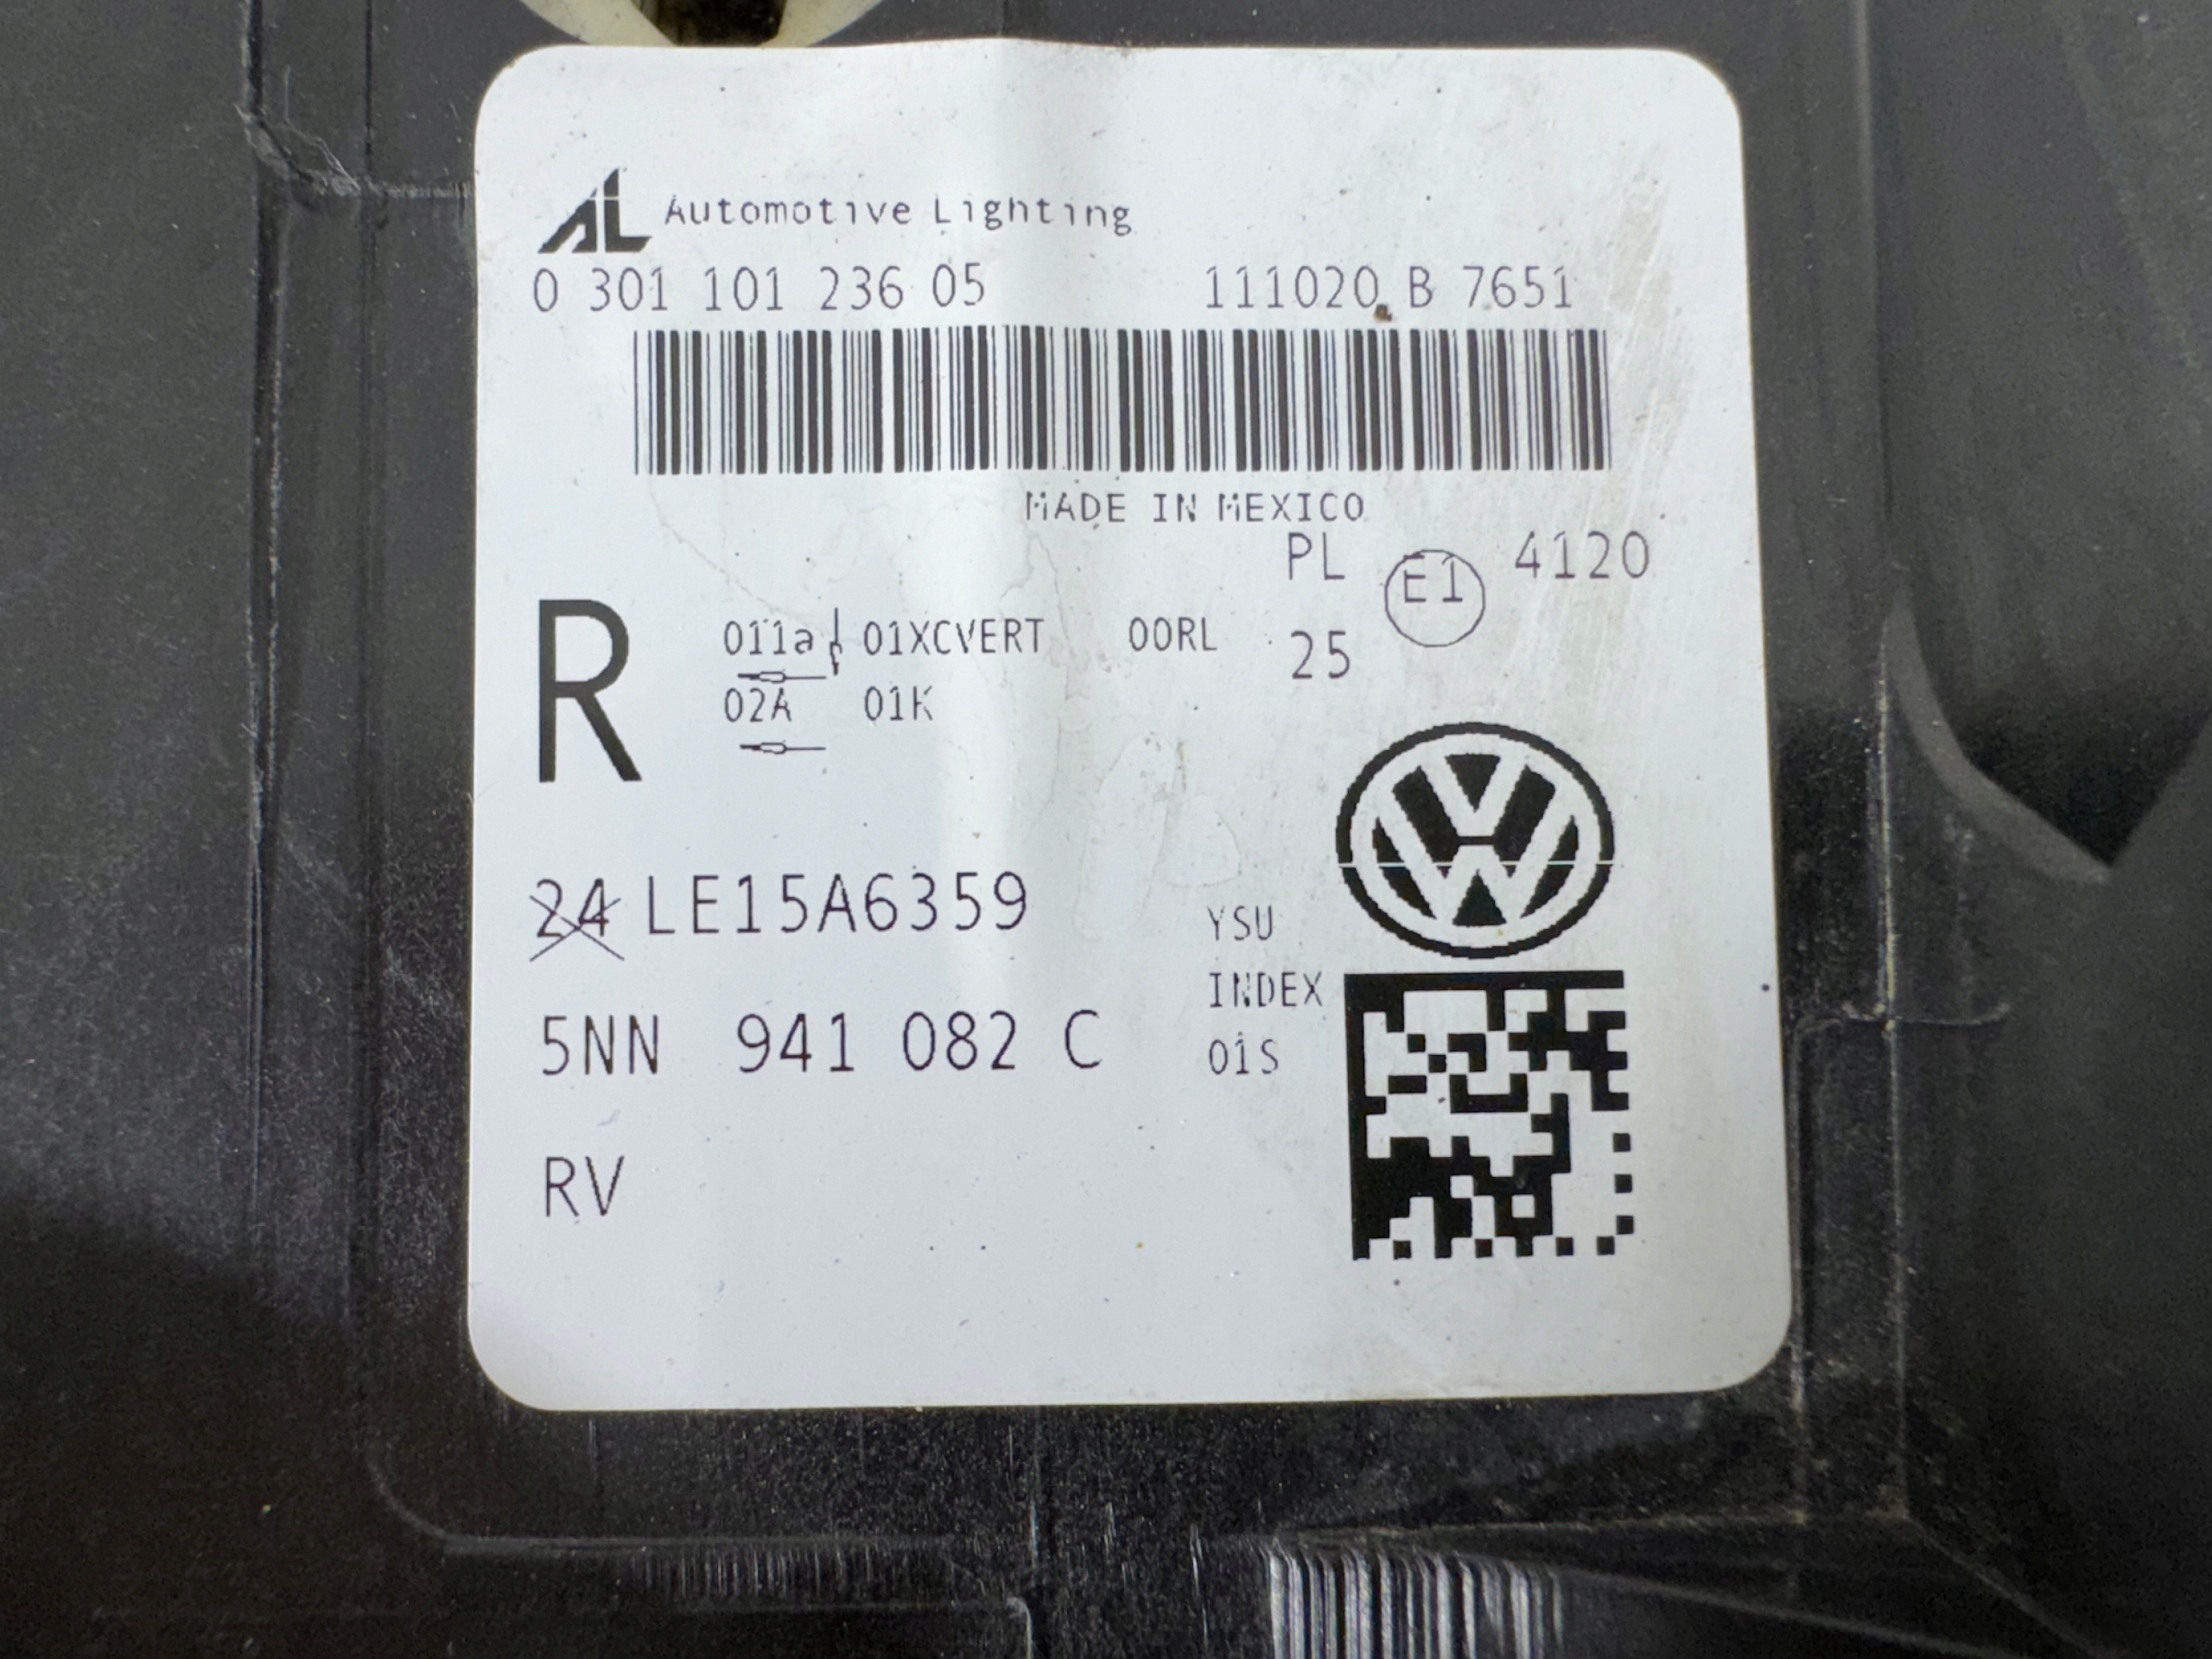 AL Automotive Lighting
0 301 101 236 05 111020 B 7651
MADE IN MEXICO
PL E1 4120
R 011a 01XCVERT 00RL 25
02A 01K
24 LE15A6359
YSU
INDEX
5NN 941 082 C 01S
RV